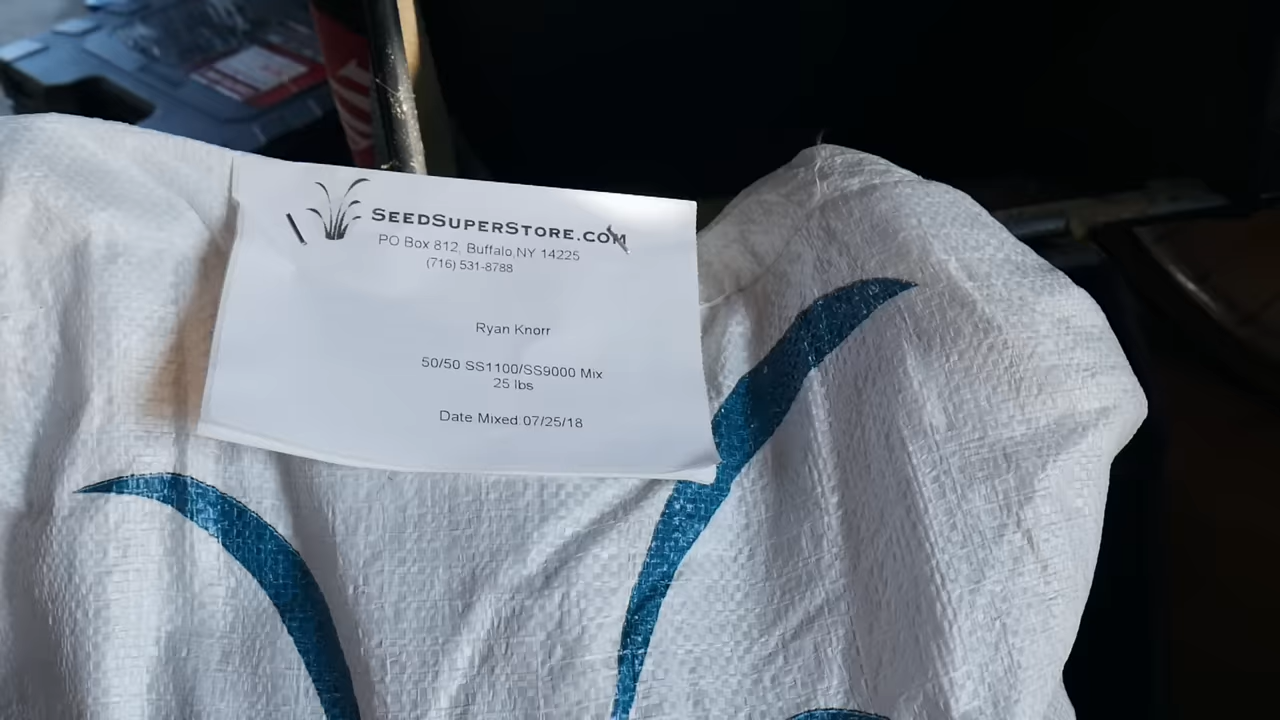 SEEDSUPERSTORE.COM
PO Box 812, Buffalo, NY 14225
(716) 531-8788
Ryan Knorr
50/50 SS1100/SS9000 Mix
25 lbs
Date Mixed 07/25/18